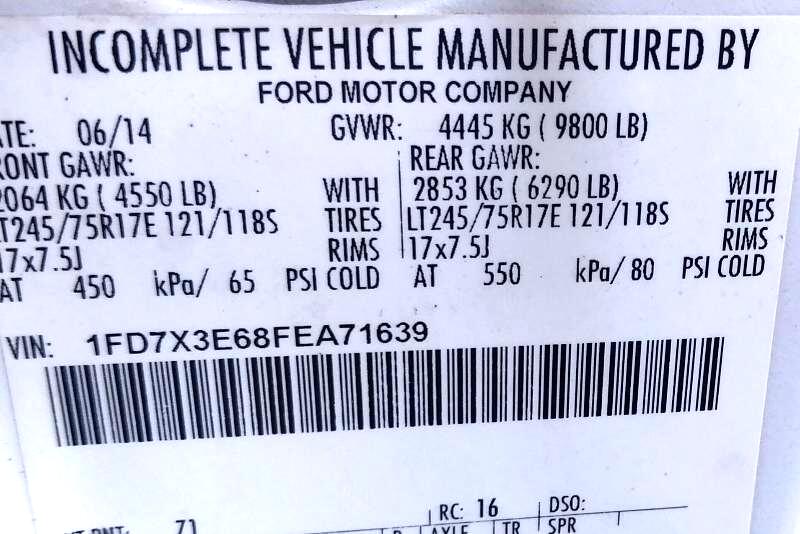 INCOMPLETE VEHICLE MANUFACTURED BY
FORD MOTOR COMPANY
ATE: 06/14 GVWR: 4445 KG ( 9800 LB)
RONT GAWR: REAR GAWR:
2064 KG ( 4550 LB) WITH 2853 KG ( 6290 LB) WITH
LT245/75R17E 121/118S TIRES LT245/75R17E 121/118S TIRES
17x7.5J RIMS 17x7.5J RIMS
AT 450 kPa/ 65 PSI COLD AT 550 kPa/ 80 PSI COLD
VIN: 1FD7X3E68FEA71639
RC: 16 DSO:
PNT: 71 AXLE TR SPR